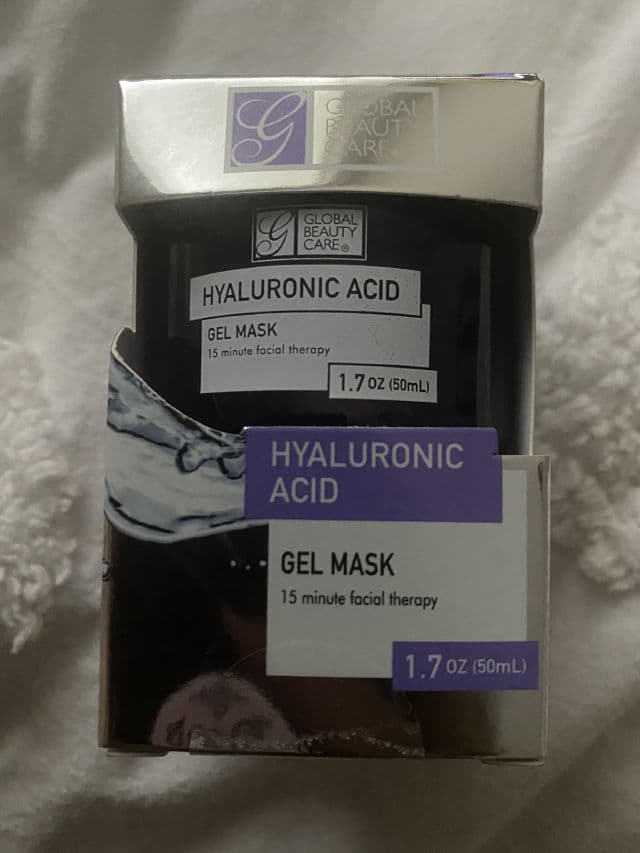 G
GLOBAL
BEAUTY
CARE
G
GLOBAL
BEAUTY
CARE®
HYALURONIC ACID
GEL MASK
15 minute facial therapy
1.7 OZ (50mL)
HYALURONIC
ACID
... GEL MASK
15 minute facial therapy
1.7 OZ (50mL)